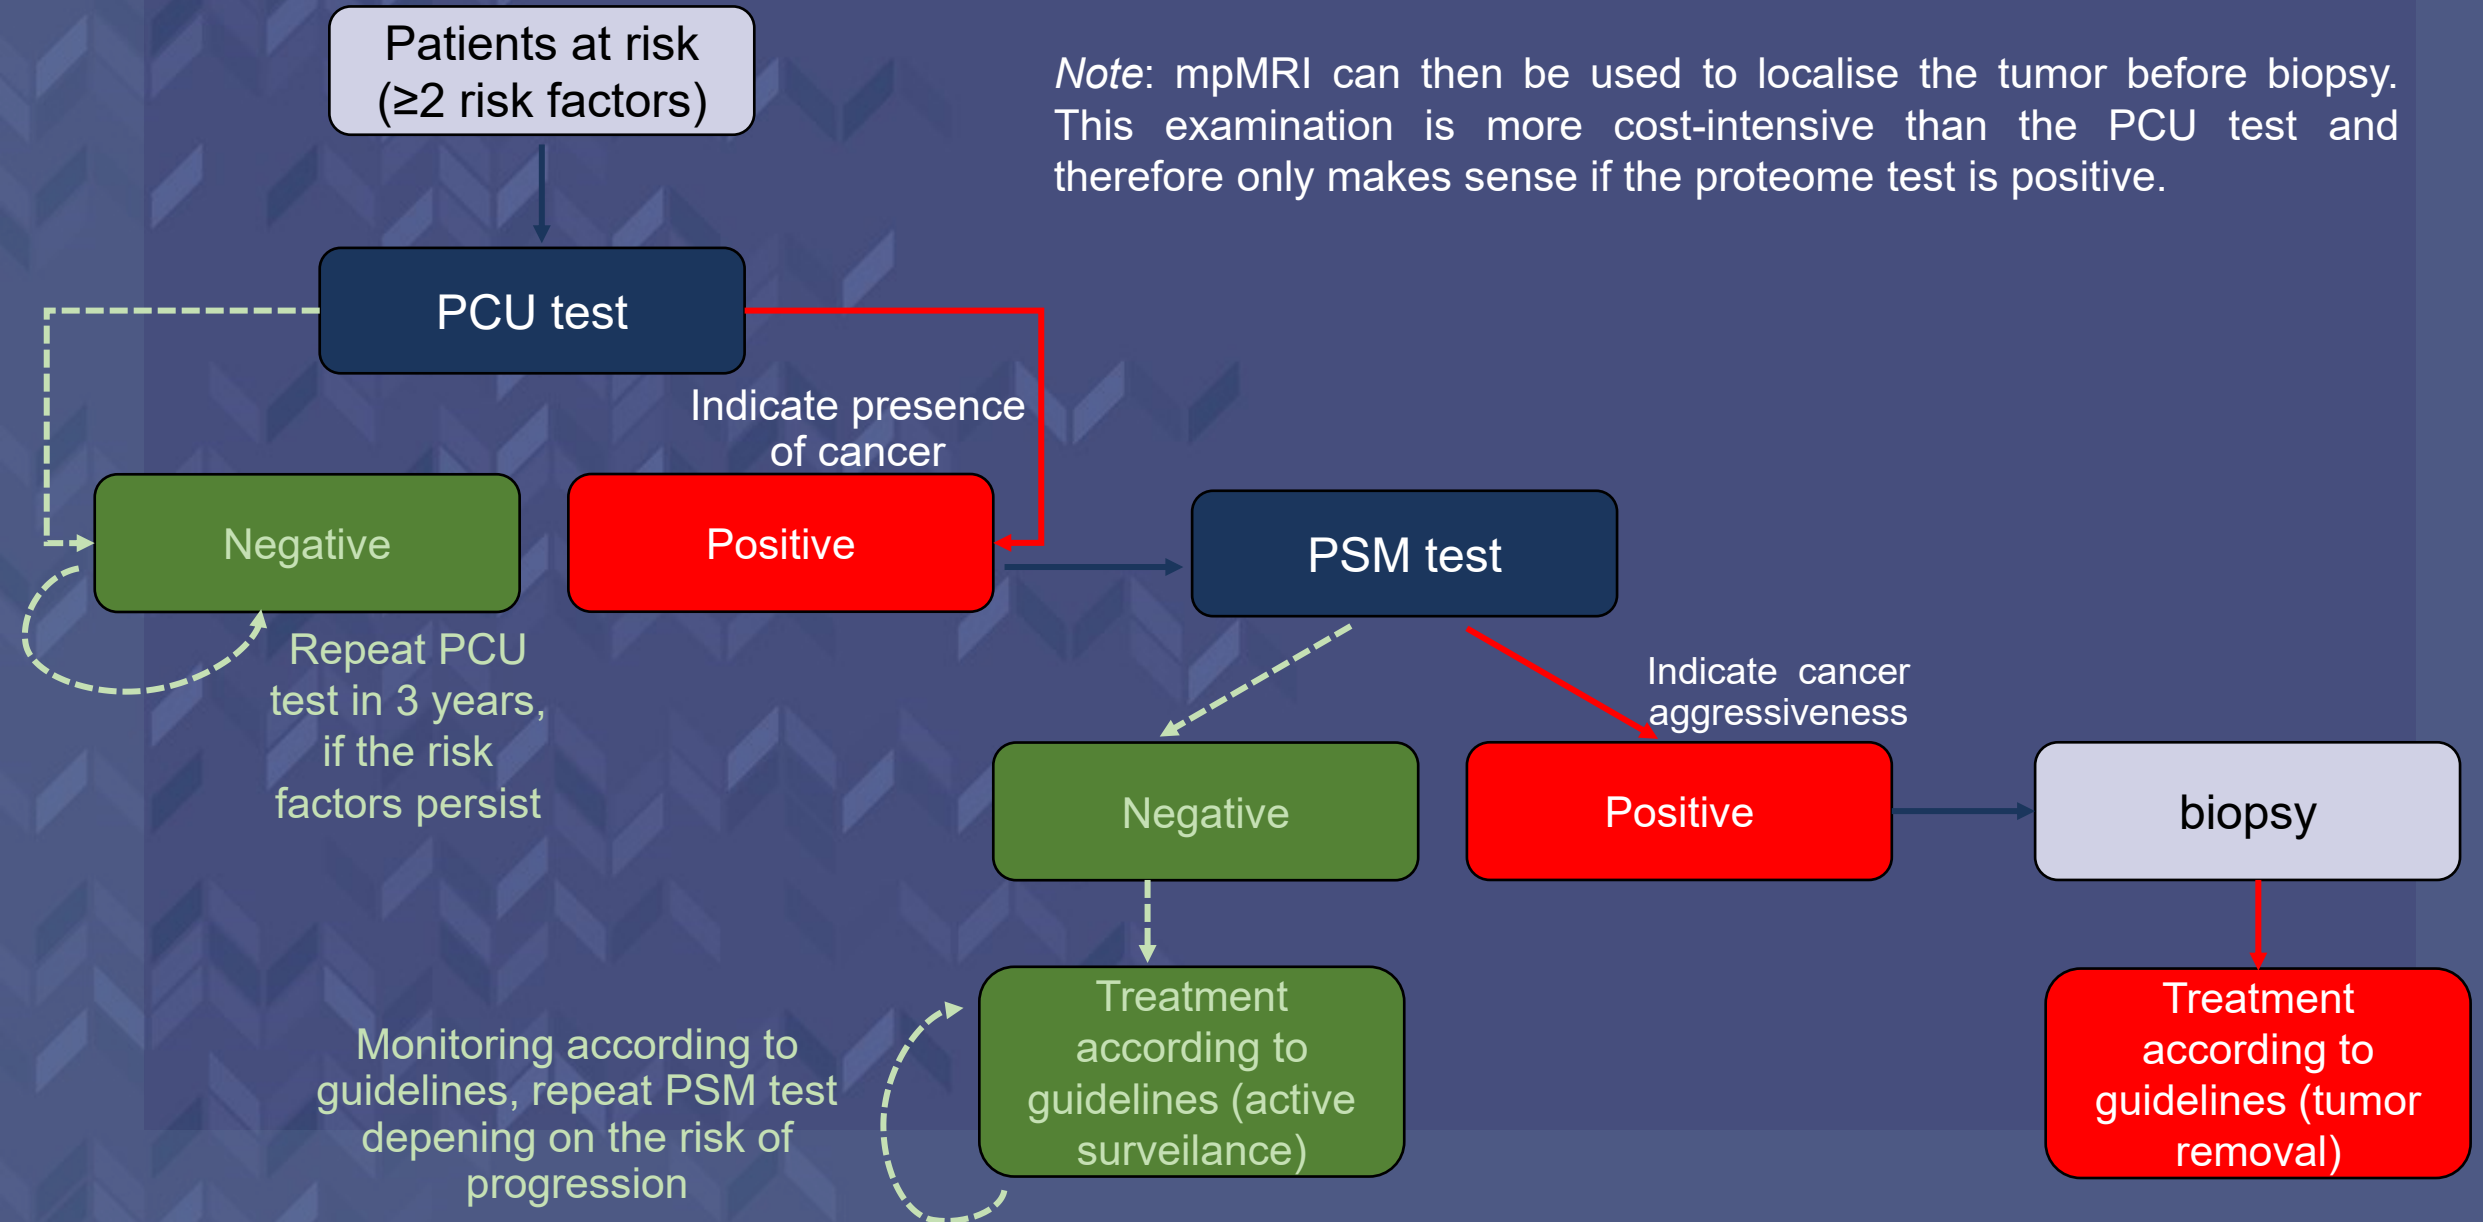 Patients at risk
(≥2 risk factors)
Note: mpMRI can then be used to localise the tumor before biopsy.
This examination is more cost-intensive than the PCU test and
therefore only makes sense if the proteome test is positive.
PCU test
Indicate presence
of cancer
Negative
Positive
PSM test
Repeat PCU
test in 3 years,
if the risk
factors persist
Indicate cancer
aggressiveness
Negative
Positive
biopsy
Monitoring according to
guidelines, repeat PSM test
depening on the risk of
progression
Treatment
according to
guidelines (active
surveilance)
Treatment
according to
guidelines (tumor
removal)